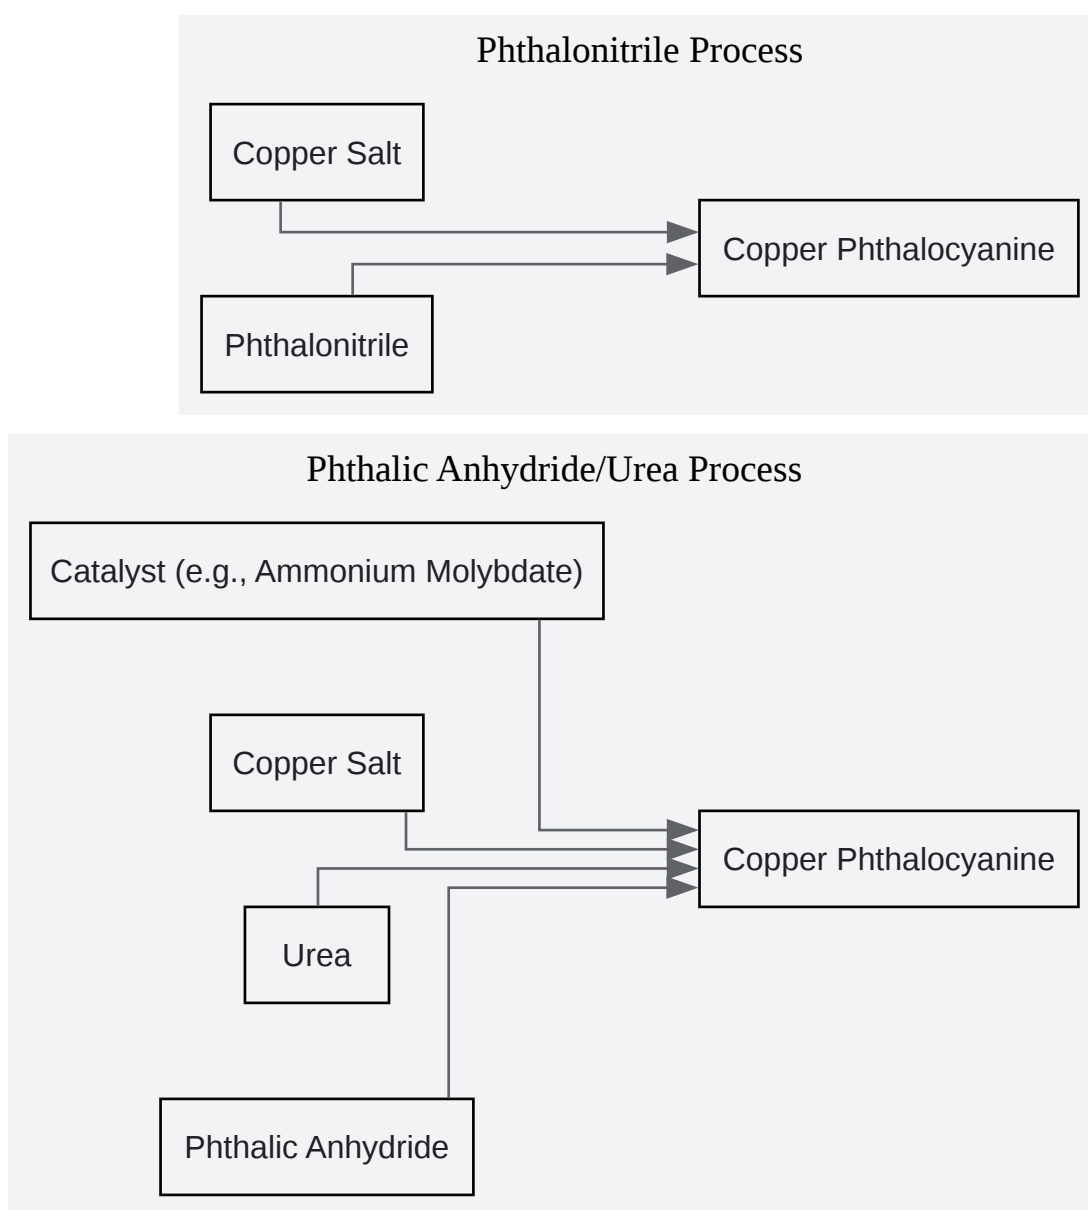 Phthalonitrile Process
Copper Salt
Copper Phthalocyanine
Phthalonitrile
Phthalic Anhydride/Urea Process
Catalyst (e.g., Ammonium Molybdate)
Copper Salt
Copper Phthalocyanine
Urea
Phthalic Anhydride